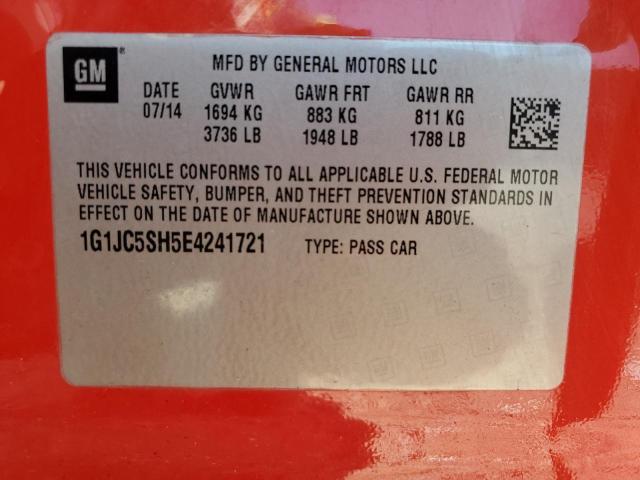 GM ® MFD BY GENERAL MOTORS LLC
DATE GVWR GAWR FRT GAWR RR
07/14 1694 KG 883 KG 811 KG
3736 LB 1948 LB 1788 LB
THIS VEHICLE CONFORMS TO ALL APPLICABLE U.S. FEDERAL MOTOR
VEHICLE SAFETY, BUMPER, AND THEFT PREVENTION STANDARDS IN
EFFECT ON THE DATE OF MANUFACTURE SHOWN ABOVE.
1G1JC5SH5E4241721 TYPE: PASS CAR